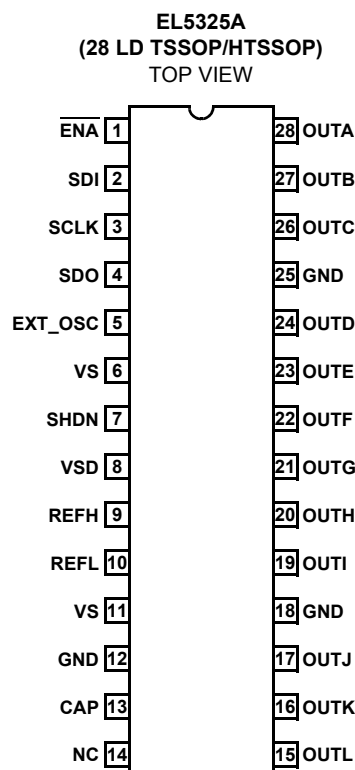 EL5325A
(28 LD TSSOP/HTSSOP)
TOP VIEW
ENA 1 28 OUTA
SDI 2 27 OUTB
SCLK 3 26 OUTC
SDO 4 25 GND
EXT_OSC 5 24 OUTD
VS 6 23 OUTE
SHDN 7 22 OUTF
VSD 8 21 OUTG
REFH 9 20 OUTH
REFL 10 19 OUTI
VS 11 18 GND
GND 12 17 OUTJ
CAP 13 16 OUTK
NC 14 15 OUTL